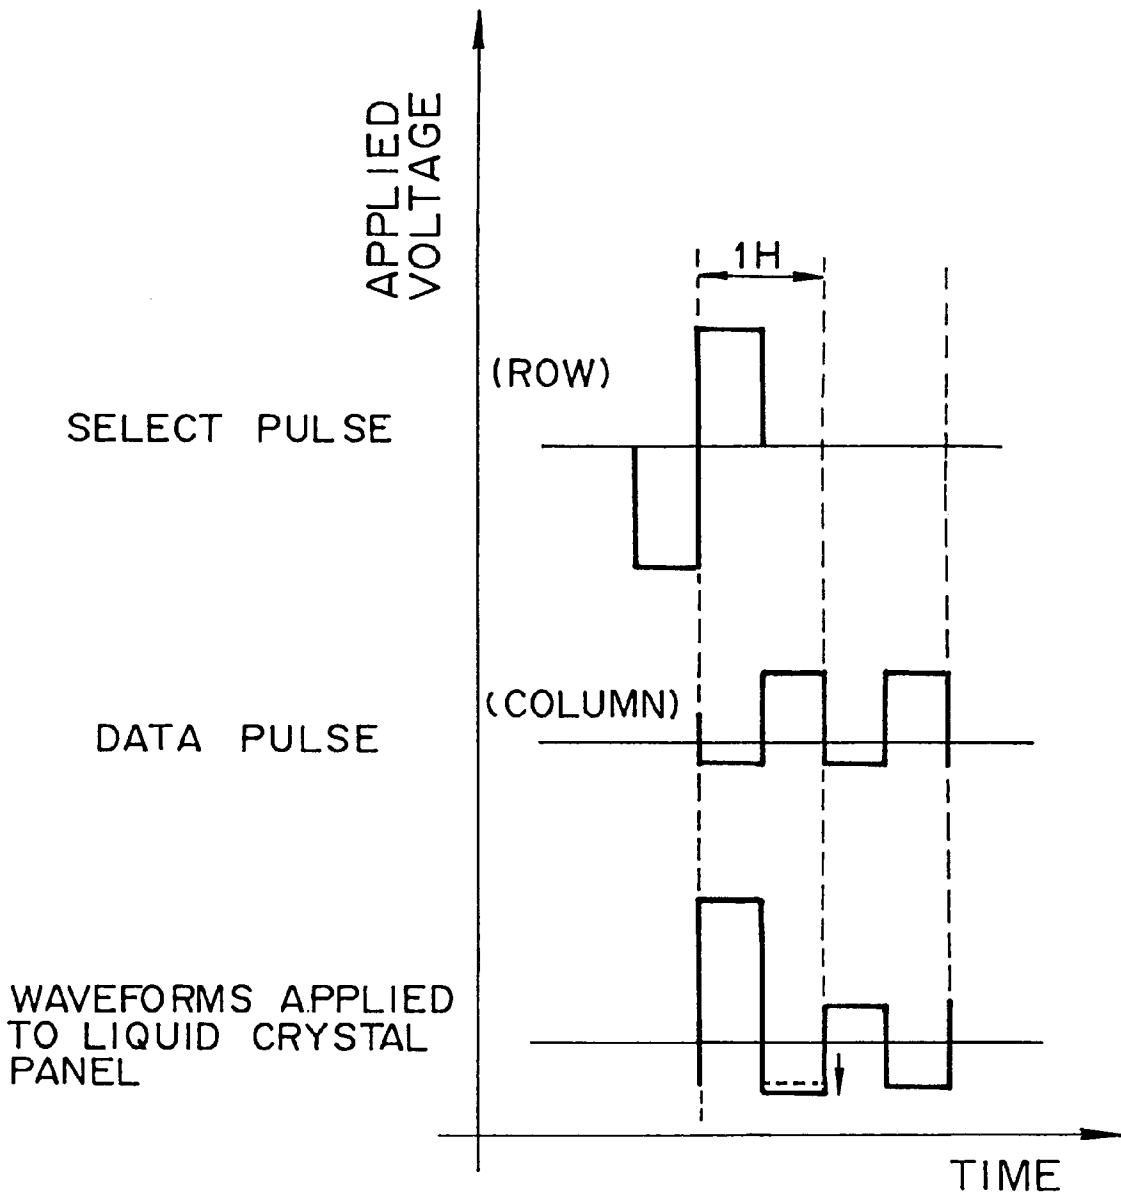 APPLIED
VOLTAGE
1H
(ROW)
SELECT PULSE
(COLUMN)
DATA PULSE
WAVEFORMS APPLIED
TO LIQUID CRYSTAL
PANEL
TIME